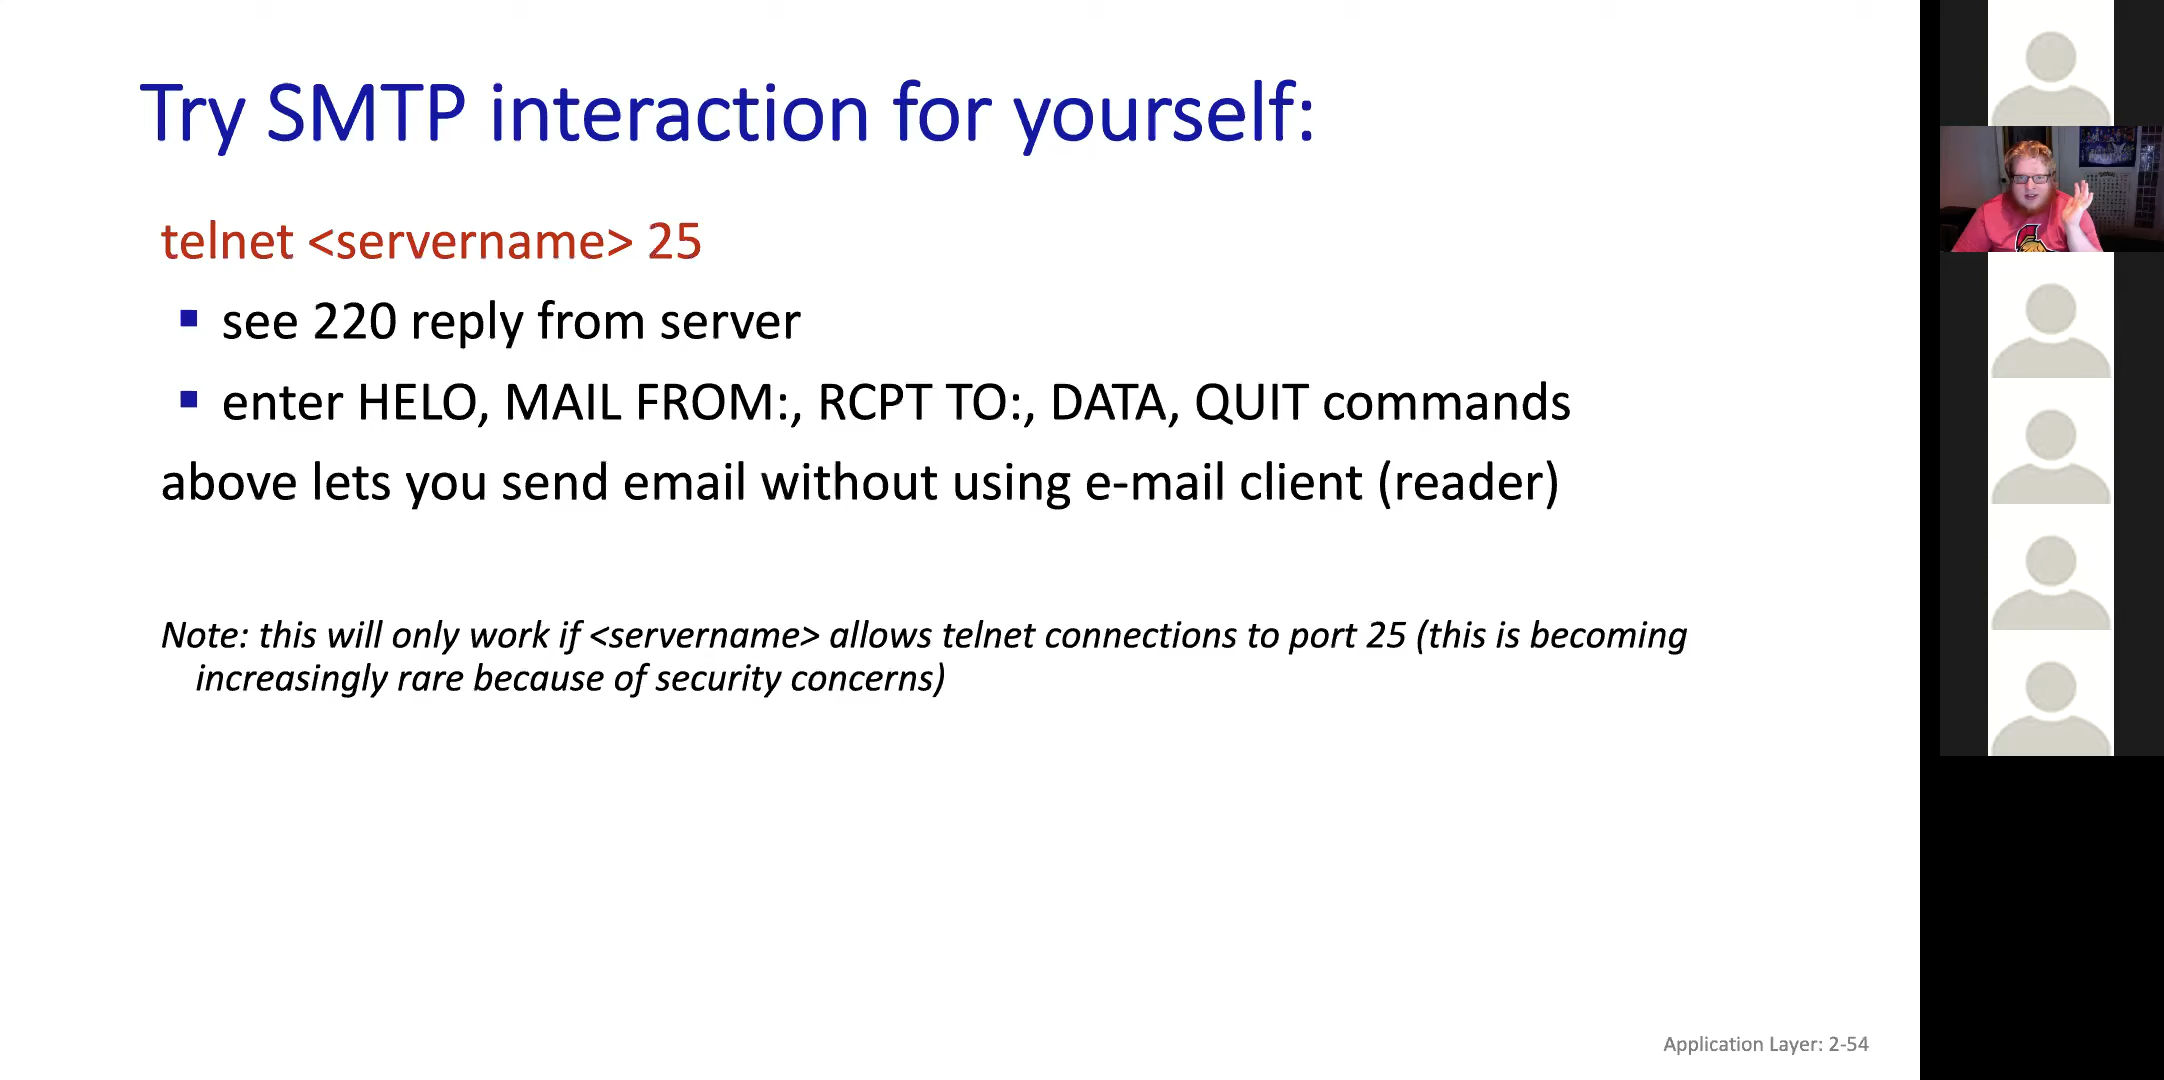 Try SMTP interaction for yourself:
telnet <servername> 25
▪ see 220 reply from server
▪ enter HELO, MAIL FROM:, RCPT TO:, DATA, QUIT commands
above lets you send email without using e-mail client (reader)
Note: this will only work if <servername> allows telnet connections to port 25 (this is becoming
increasingly rare because of security concerns)
Application Layer: 2-54